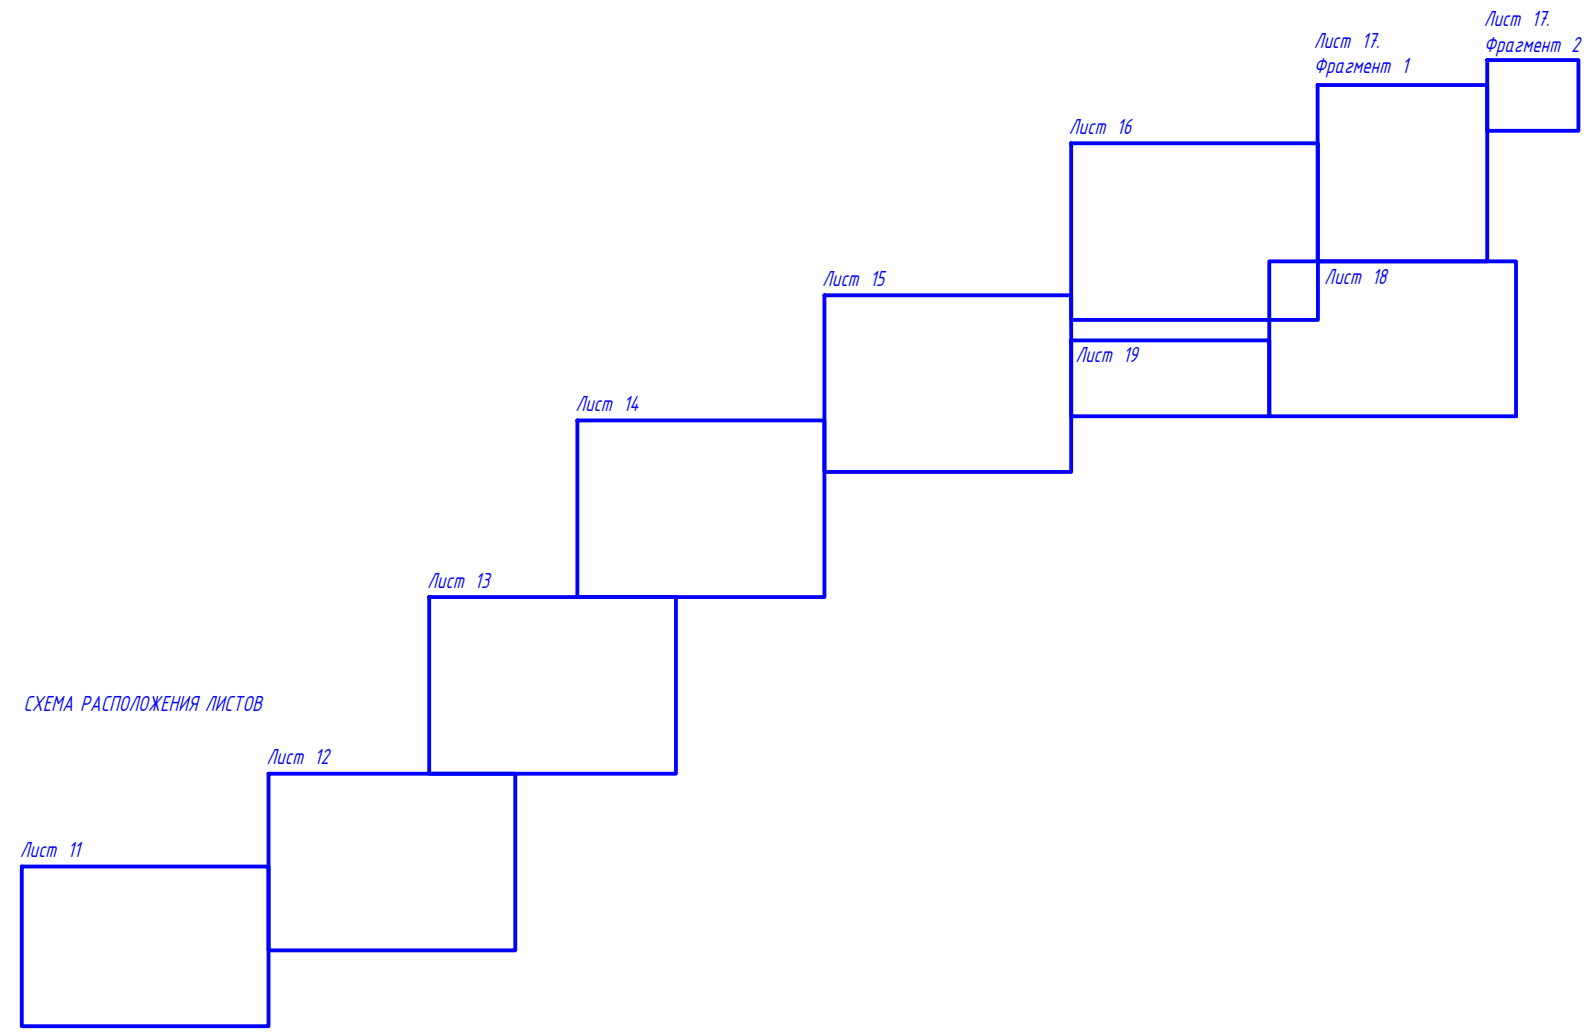 Лист 17.
Фрагмент 2
Лист 17.
Фрагмент 1
Лист 16
Лист 15
Лист 18
Лист 19
Лист 14
Лист 13
СХЕМА РАСПОЛОЖЕНИЯ ЛИСТОВ
Лист 12
Лист 11